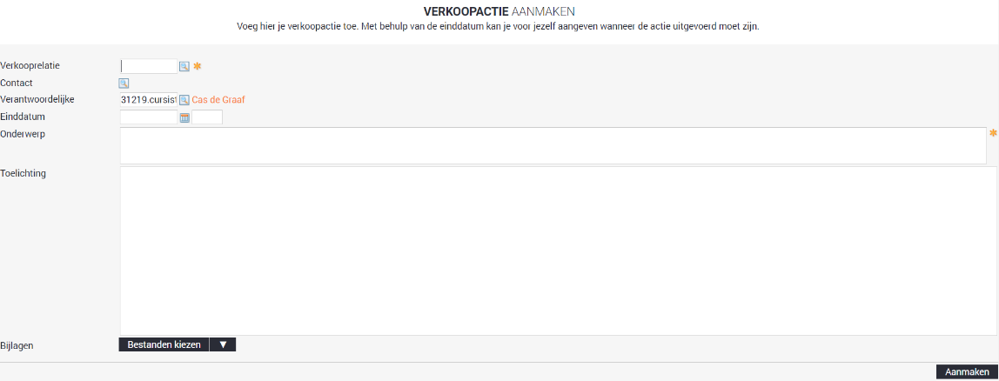 VERKOOPACTIE AANMAKEN
Voeg hier je verkoopactie toe. Met behulp van de einddatum kan je voor jezelf aangeven wanneer de actie uitgevoerd moet zijn.
Verkooprelatie
Contact
Verantwoordelijke 31219.cursist Cas de Graaf
Einddatum
Onderwerp
Toelichting
Bijlagen Bestanden kiezen
Aanmaken